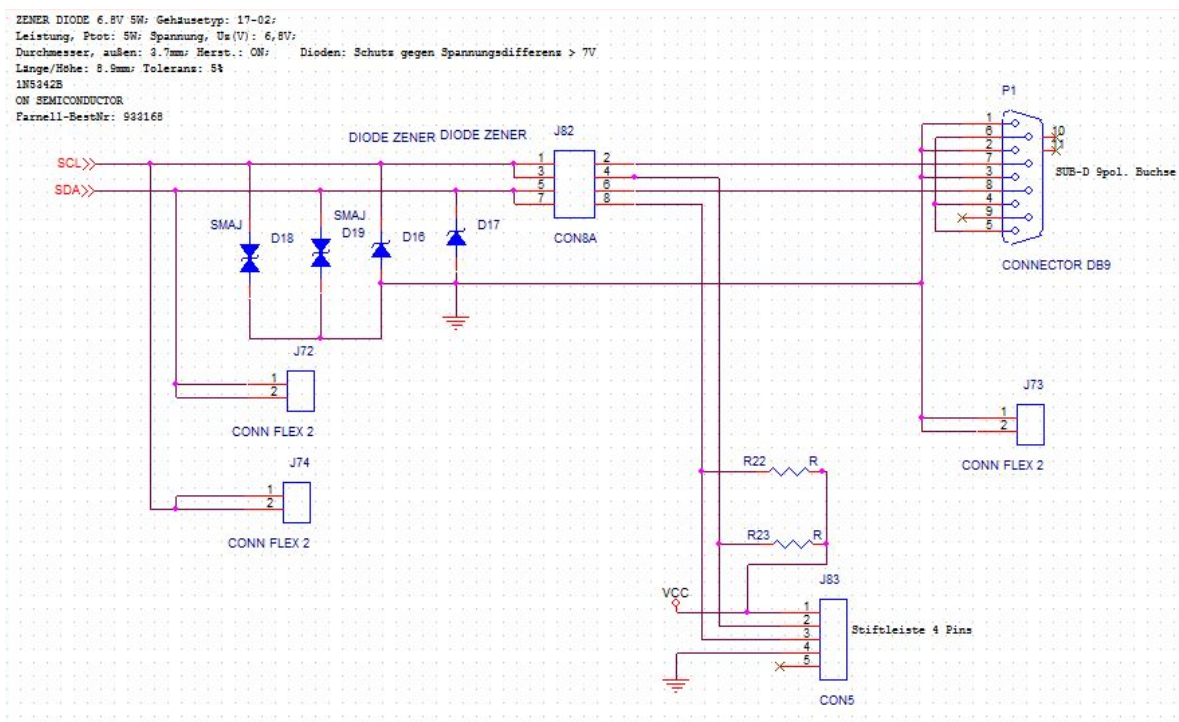 ZENER DIODE 6.8V 5W; Gehäusetyp: 17-02;
Leistung, Ptot: 5W; Spannung, Uz(V): 6,8V;
Durchmesser, außen: 3.7mm; Herst.: ON; Dioden: Schutz gegen Spannungsdifferenz > 7V
Länge/Höhe: 8.9mm; Toleranz: 5%
1N5342B
ON SEMICONDUCTOR
Farnell-BestNr: 933168
P1
DIODE ZENER DIODE ZENER J82
1
6
2
7
3
8
4
9
5
10
11
SUB-D 9pol. Buchse
CONNECTOR DB9
SCL
SDA
1 2
3 4
5 6
7 8
CON8A
SMAJ
D18
SMAJ
D19
D16
D17
J72
1
2
CONN FLEX 2
J73
1
2
CONN FLEX 2
J74
1
2
CONN FLEX 2
R22 R
R23 R
J83
VCC
1
2
3
4
5
Stiftleiste 4 Pins
CON5